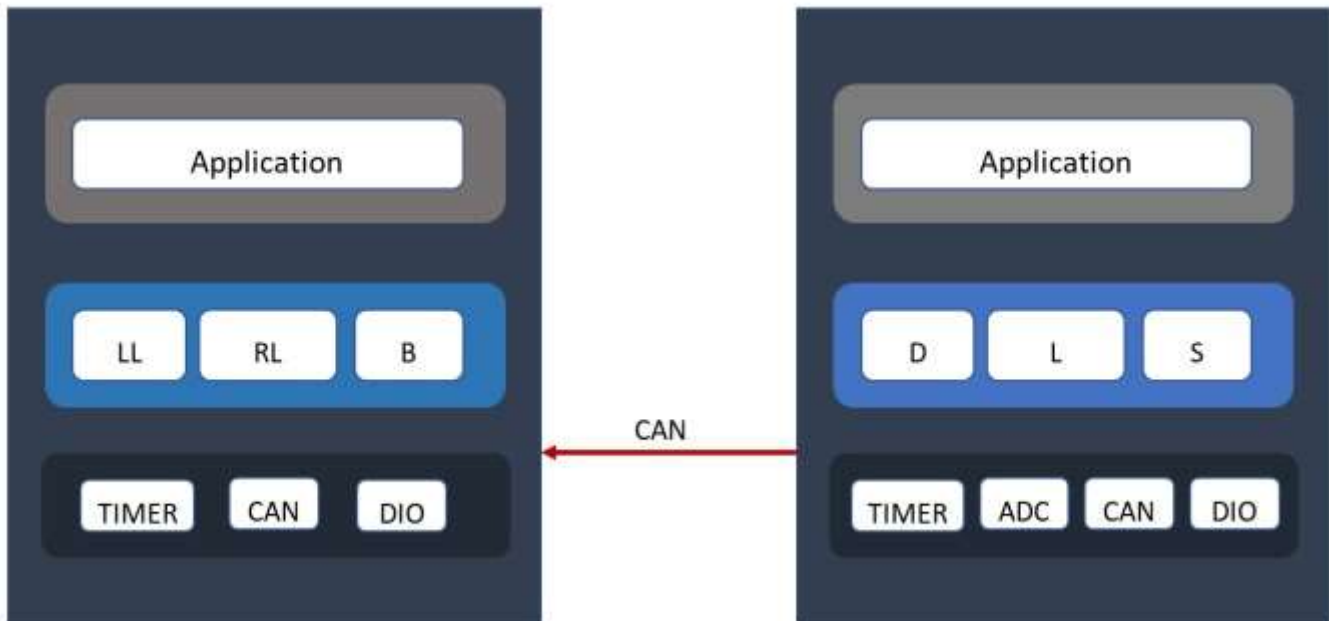 Application
LL RL B
TIMER CAN DIO
CAN
Application
D L S
TIMER ADC CAN DIO